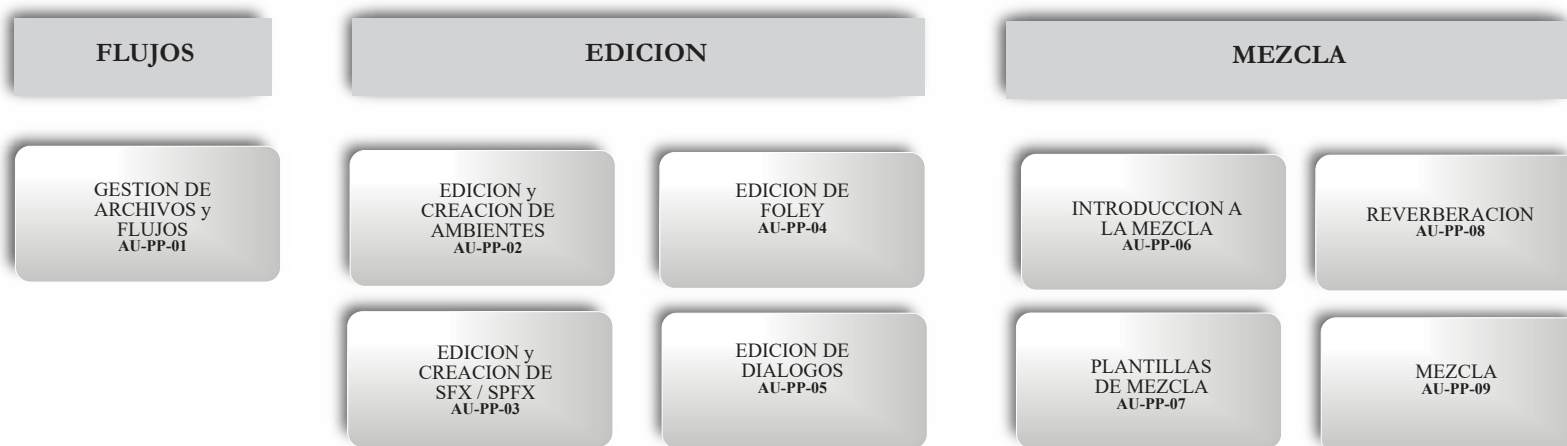 FLUJOS
EDICION
MEZCLA
GESTION DE
ARCHIVOS y
FLUJOS
AU-PP-01
EDICION y
CREACION DE
AMBIENTES
AU-PP-02
EDICION DE
FOLEY
AU-PP-04
INTRODUCCION A
LA MEZCLA
AU-PP-06
REVERBERACION
AU-PP-08
EDICION y
CREACION DE
SFX / SPFX
AU-PP-03
EDICION DE
DIALOGOS
AU-PP-05
PLANTILLAS
DE MEZCLA
AU-PP-07
MEZCLA
AU-PP-09